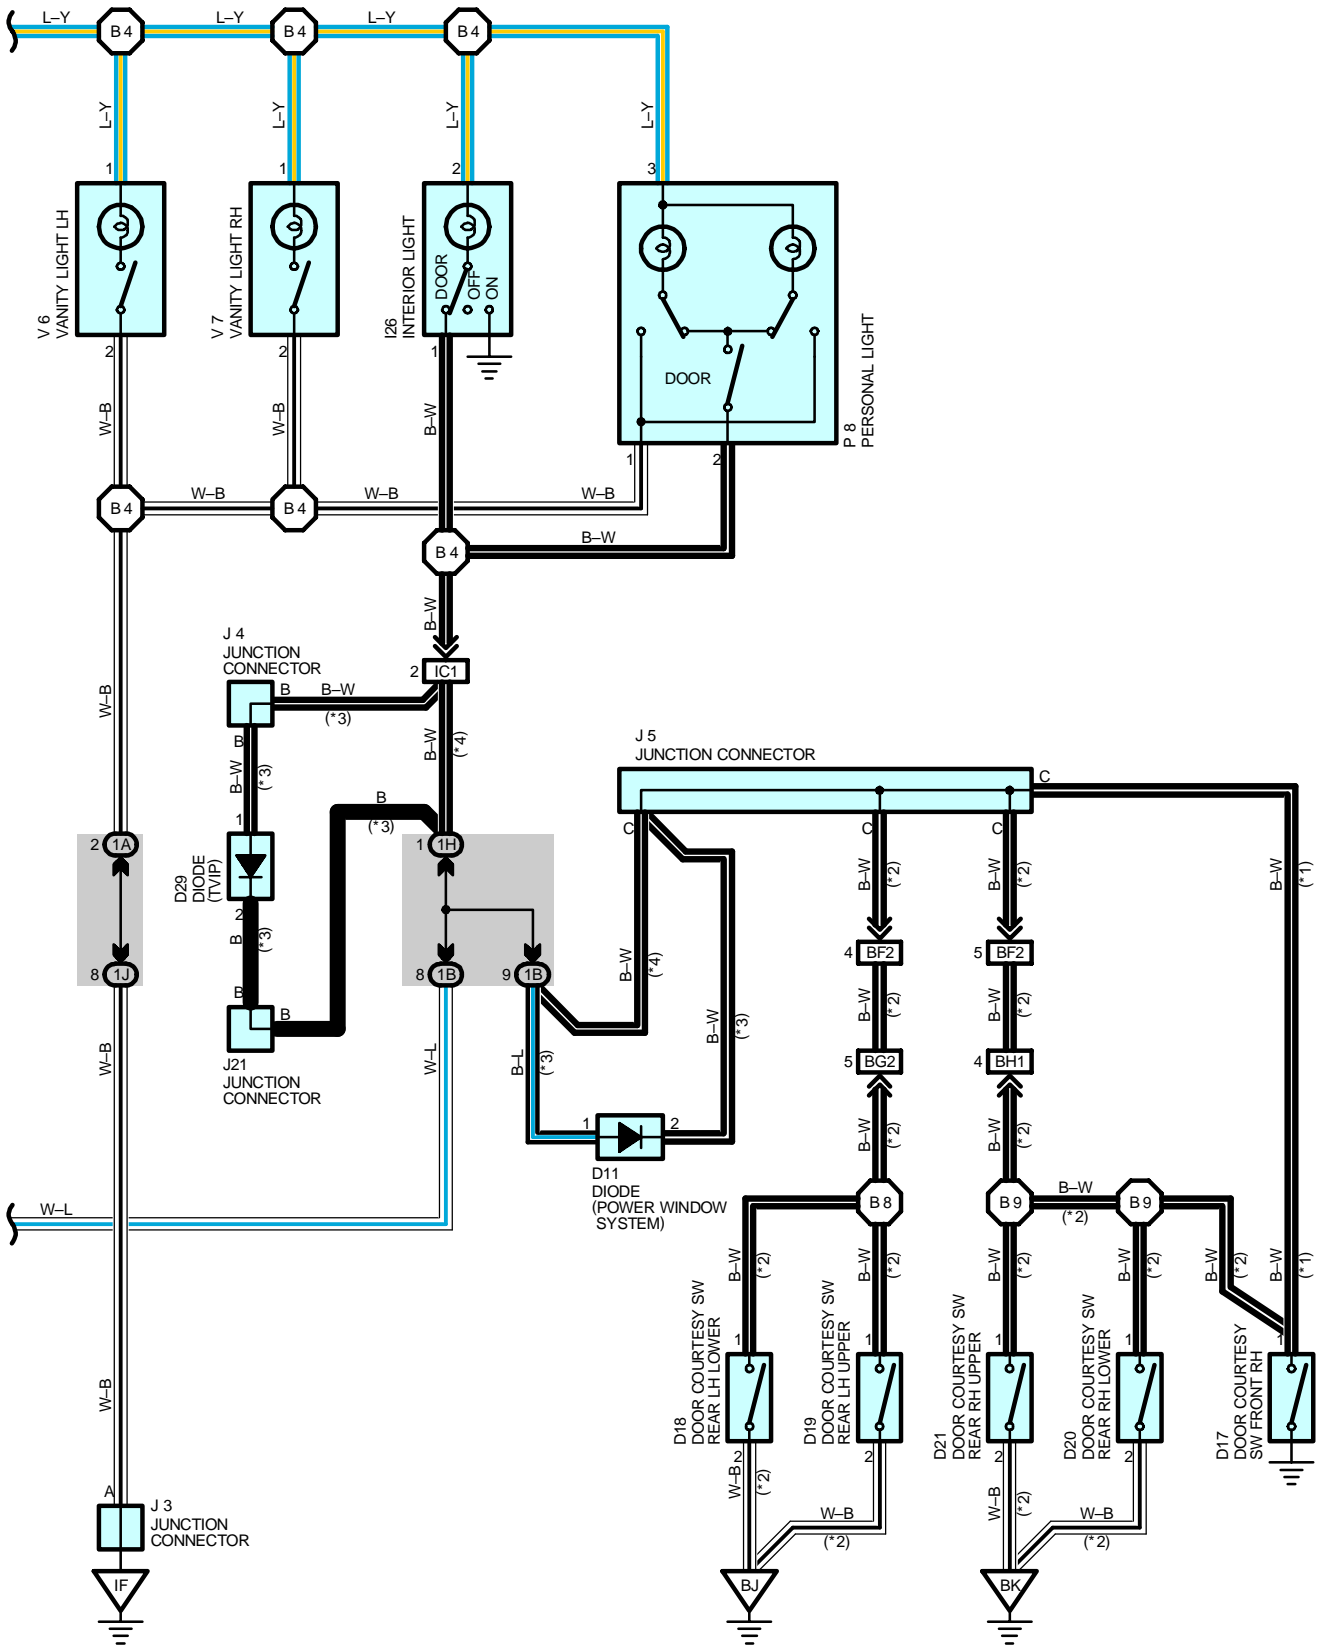 L–Y L–Y L–Y
B 4 B 4 B 4
L–Y L–Y L–Y L–Y
1 1 2 3
V 6
VANITY LIGHT LH
V 7
VANITY LIGHT RH
I26
INTERIOR LIGHT
DOOR
OFF
ON
DOOR
P 8
PERSONAL LIGHT
2 2 1 1 2
W–B W–B B–W
W–B W–B W–B
B 4 B 4
B 4
B–W
B–W
2 IC1
J 4
JUNCTION
CONNECTOR
B B–W
(*3)
W–B
B
B–W
(*3)
B–W
(*4)
1
D29
DIODE
(TVIP)
2
B
(*3)
B
B
J21
JUNCTION
CONNECTOR
B
(*3)
2 1A
8 1J
1 1H
8 1B
9 1B
J 5
JUNCTION CONNECTOR
C
C C C
B–W
(*2)
B–W
(*2)
B–W
(*1)
4 BF2
5 BF2
B–W
(*4)
B–W
(*3)
B–W
(*2)
B–W
(*2)
5 BG2
4 BH1
W–B
W–L
B–L
(*3)
1 2
D11
DIODE
(POWER WINDOW
SYSTEM)
B–W
(*2)
B–W
(*2)
W–L
B 8
B 9
B–W
(*2)
B 9
B–W
(*2)
B–W
(*2)
B–W
(*2)
B–W
(*2)
B–W
(*2)
B–W
(*1)
1 1 1 1 1
D18
DOOR COURTESY SW
REAR LH LOWER
D19
DOOR COURTESY SW
REAR LH UPPER
D21
DOOR COURTESY SW
REAR RH UPPER
D20
DOOR COURTESY SW
REAR RH LOWER
D17
DOOR COURTESY
SW FRONT RH
2 2 2 2
W–B
W–B
(*2)
W–B
(*2)
W–B
(*2)
W–B
(*2)
A
J 3
JUNCTION
CONNECTOR
IF
BJ
BK